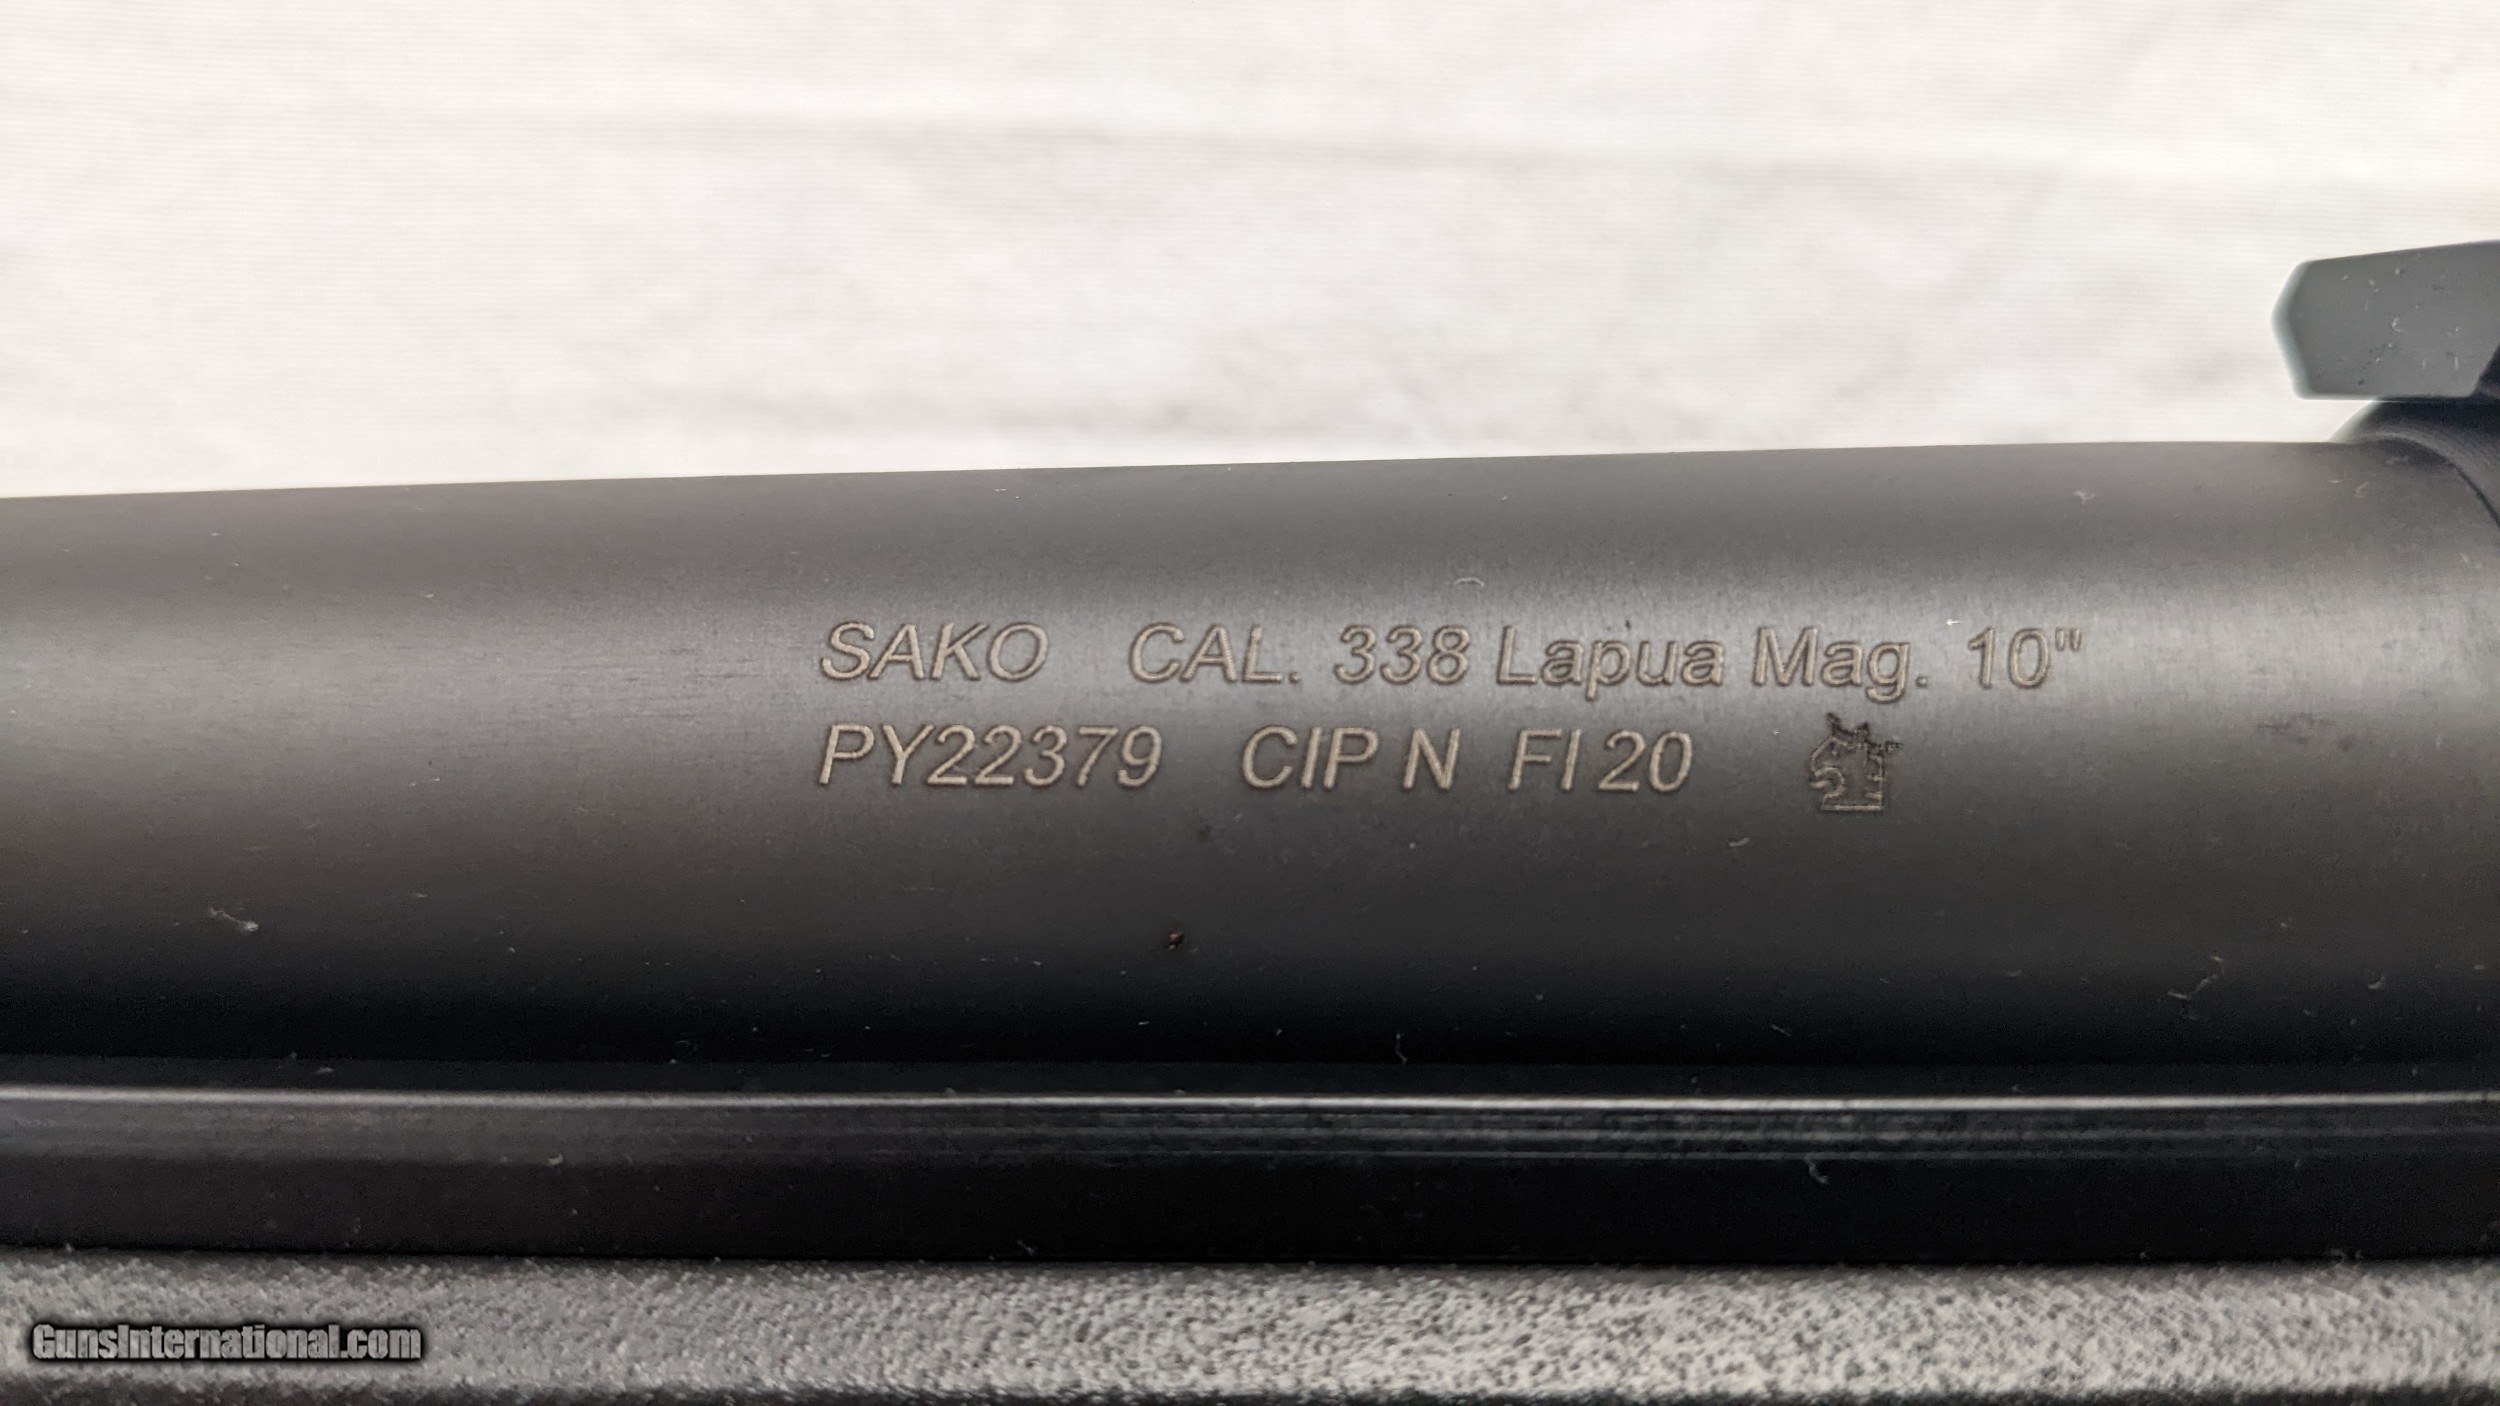 SAKO CAL. 338 Lapua Mag. 10"
PY22379 CIP N FI 20
GunsInternational.com